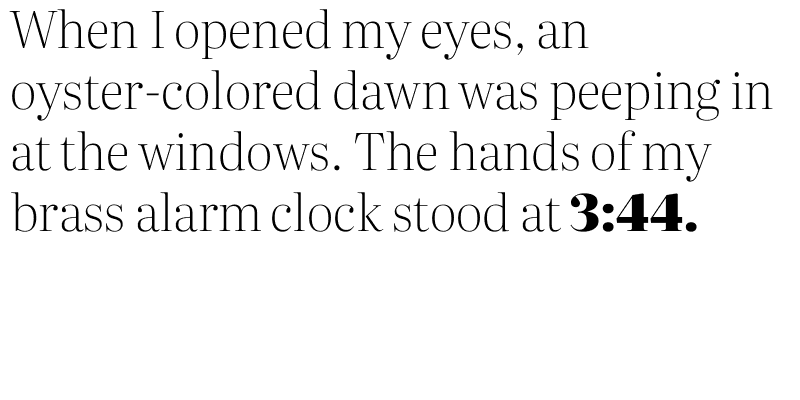 When I opened my eyes, an
oyster-colored dawn was peeping in
at the windows. The hands of my
brass alarm clock stood at 3:44.